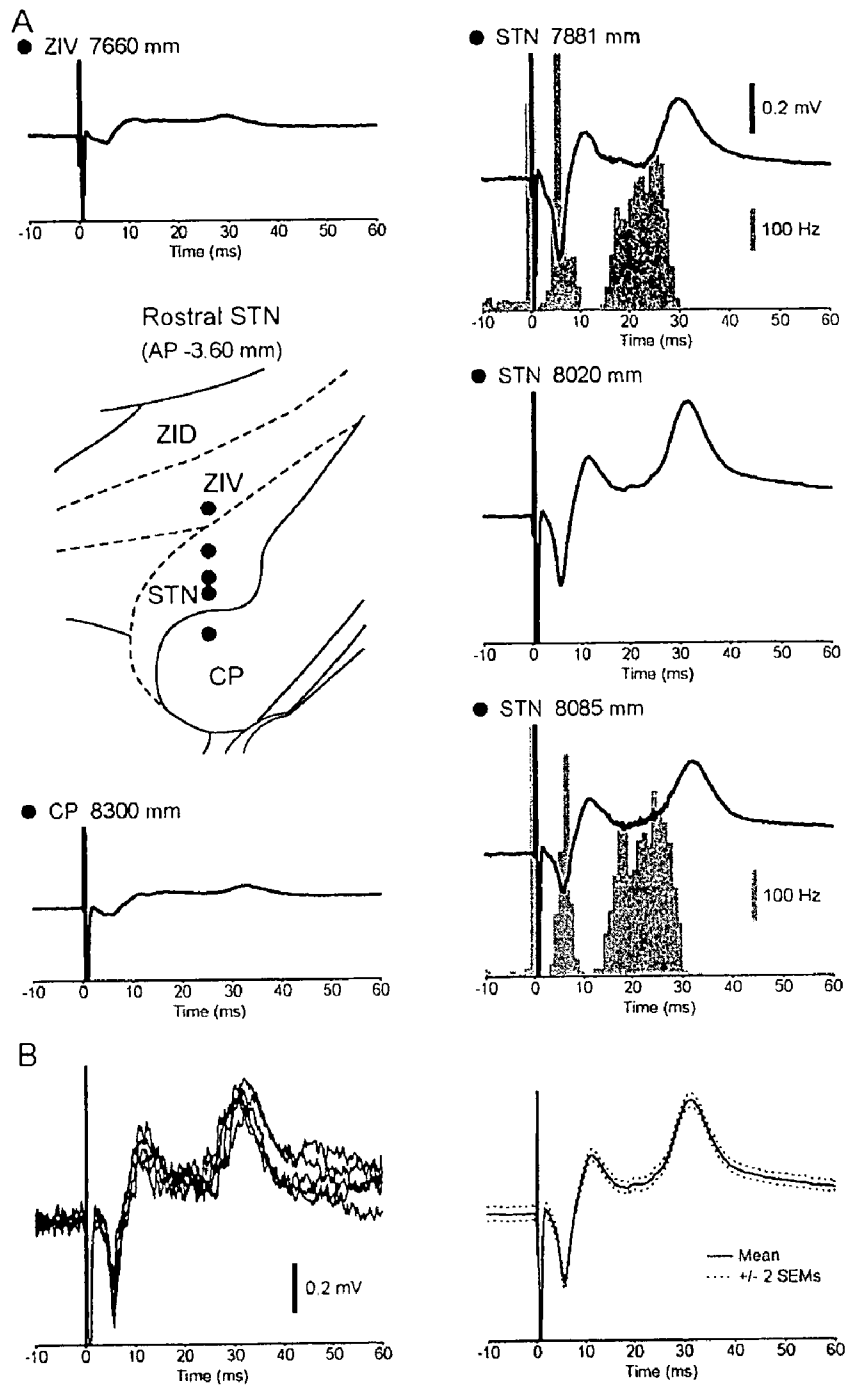 A
ZIV 7660 mm
-10 0 10 20 30 40 50 60
Time (ms)
STN 7881 mm
0.2 mV
100 Hz
-10 0 10 20 30 40 50 60
Time (ms)
Rostral STN
(AP -3.60 mm)
ZID
ZIV
STN
CP
STN 8020 mm
-10 0 10 20 30 40 50 60
Time (ms)
STN 8085 mm
100 Hz
-10 0 10 20 30 40 50 60
Time (ms)
CP 8300 mm
-10 0 10 20 30 40 50 60
Time (ms)
B
0.2 mV
-10 0 10 20 30 40 50 60
Time (ms)
Mean
+/- 2 SEMs
-10 0 10 20 30 40 50 60
Time (ms)